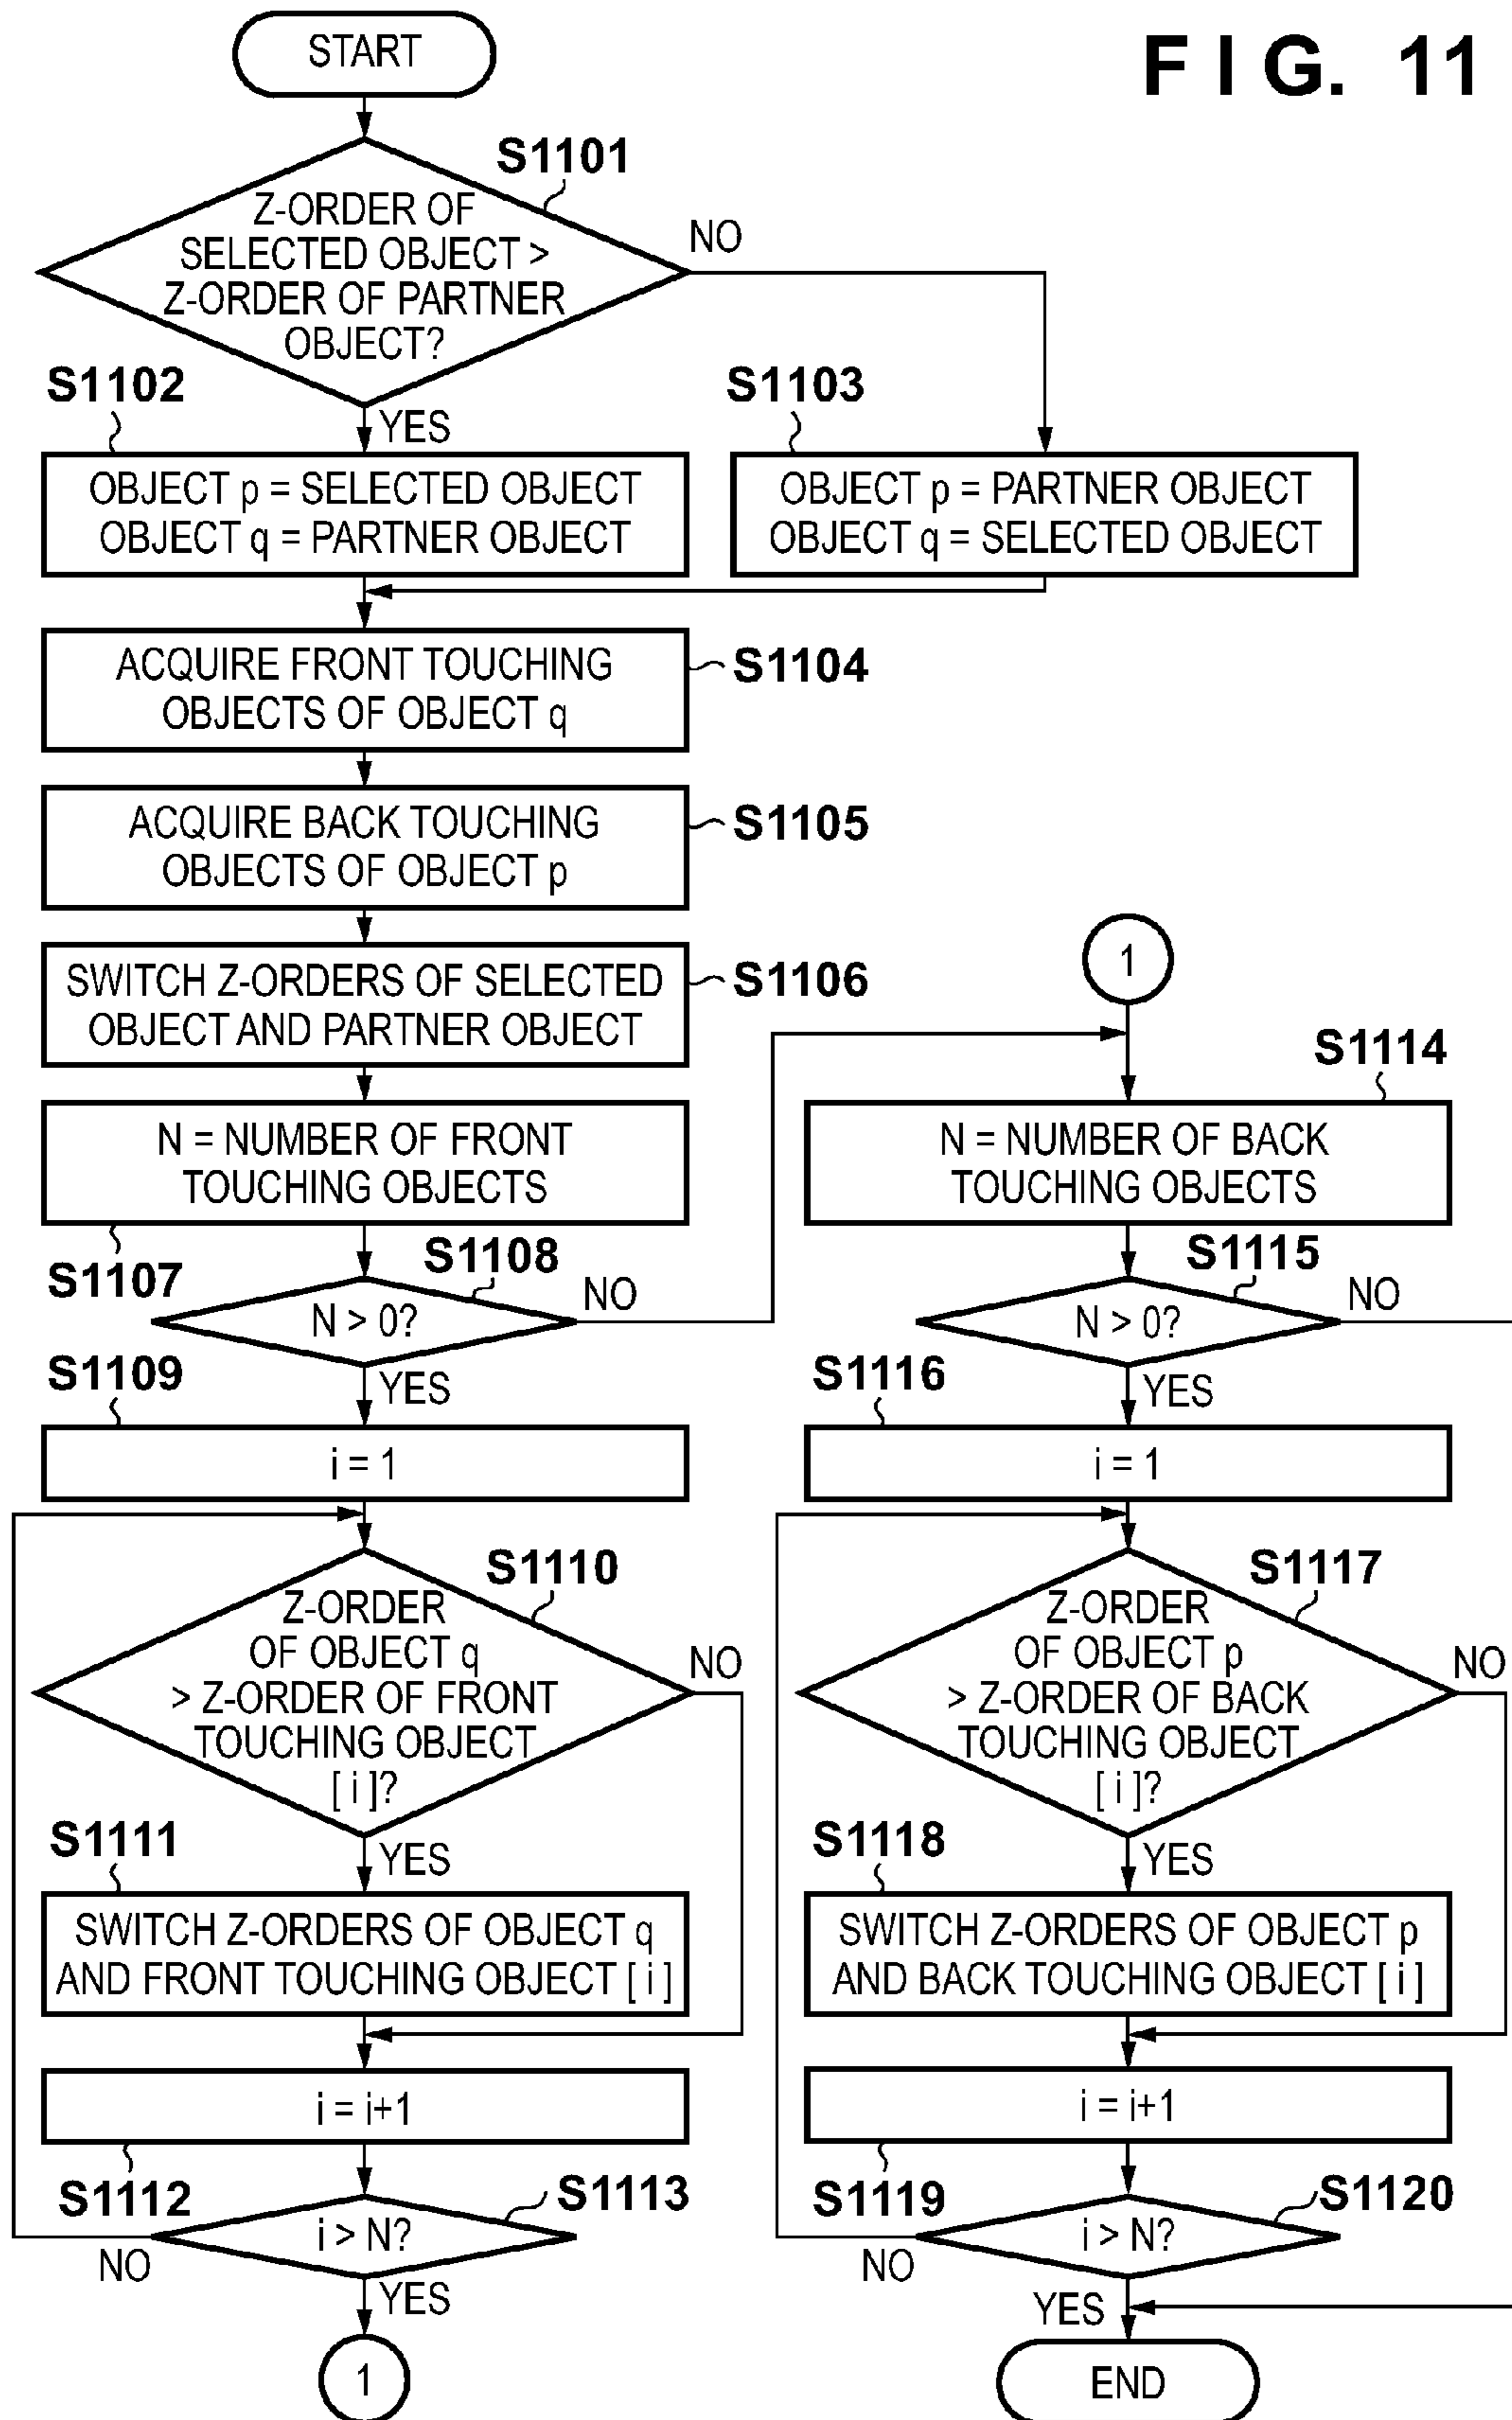 FIG. 11
START
S1101
Z-ORDER OF
SELECTED OBJECT >
Z-ORDER OF PARTNER
OBJECT?
NO
YES
S1102
OBJECT p = SELECTED OBJECT
OBJECT q = PARTNER OBJECT
S1103
OBJECT p = PARTNER OBJECT
OBJECT q = SELECTED OBJECT
ACQUIRE FRONT TOUCHING
OBJECTS OF OBJECT q
S1104
ACQUIRE BACK TOUCHING
OBJECTS OF OBJECT p
S1105
SWITCH Z-ORDERS OF SELECTED
OBJECT AND PARTNER OBJECT
S1106
N = NUMBER OF FRONT
TOUCHING OBJECTS
S1107
S1108
N > 0?
NO
YES
S1109
i = 1
S1110
Z-ORDER
OF OBJECT q
> Z-ORDER OF FRONT
TOUCHING OBJECT
[ i ]?
NO
YES
S1111
SWITCH Z-ORDERS OF OBJECT q
AND FRONT TOUCHING OBJECT [ i ]
i = i+1
S1112
S1113
i > N?
NO
YES
1
1
S1114
N = NUMBER OF BACK
TOUCHING OBJECTS
S1115
N > 0?
NO
YES
S1116
i = 1
S1117
Z-ORDER
OF OBJECT p
> Z-ORDER OF BACK
TOUCHING OBJECT
[ i ]?
NO
YES
S1118
SWITCH Z-ORDERS OF OBJECT p
AND BACK TOUCHING OBJECT [ i ]
i = i+1
S1119
S1120
i > N?
NO
YES
END